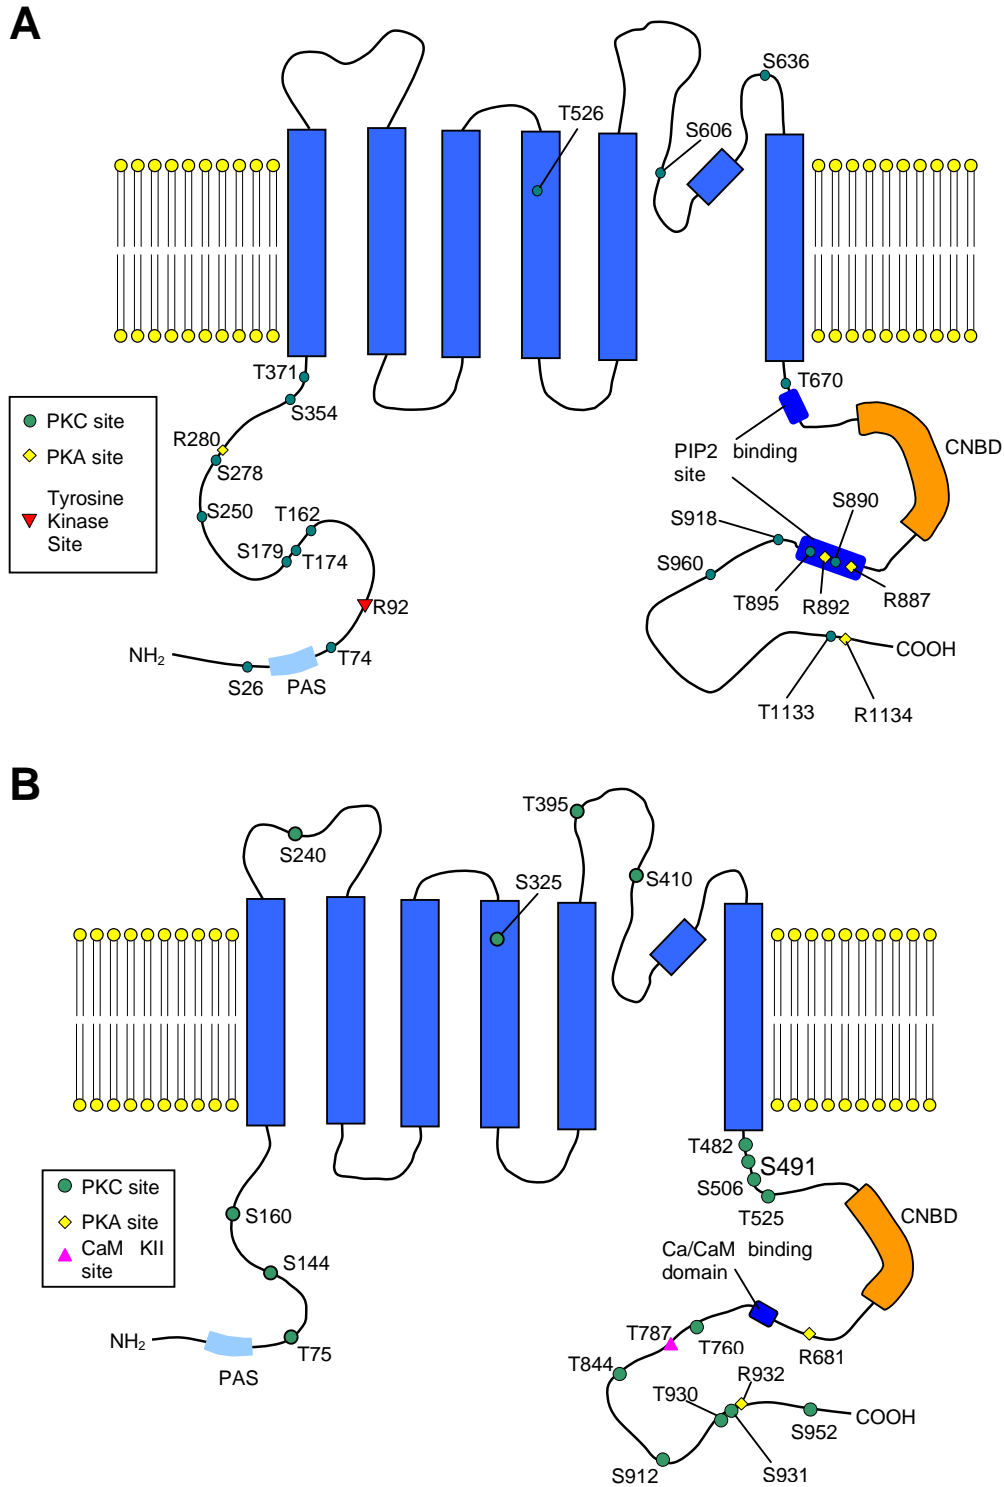 A
S636
T526
S606
T371
S354
T670
PKC site
PKA site
Tyrosine
Kinase
Site
R280
S278
S250
T162
S179
T174
R92
NH2
S26
PAS
T74
CNBD
PIP2 binding
site
S890
S918
S960
T895
R892
R887
COOH
T1133
R1134
B
T395
S240
S325
S410
T482
S491
S506
T525
PKC site
PKA site
CaM KII
site
S160
S144
NH2
T75
PAS
CNBD
Ca/CaM binding
domain
T787
T760
R681
T844
R932
T930
COOH
S952
S912
S931